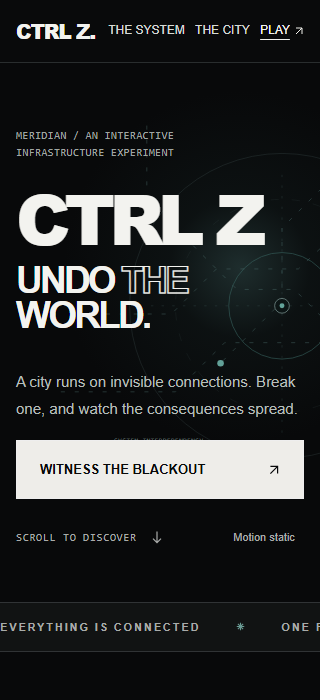 CTRL Z. THE SYSTEM THE CITY PLAY
MERIDIAN / AN INTERACTIVE
INFRASTRUCTURE EXPERIMENT
CTRL Z
UNDO THE
WORLD.
A city runs on invisible connections. Break
one, and watch the consequences spread.
WITNESS THE BLACKOUT
SCROLL TO DISCOVER Motion static
EVERYTHING IS CONNECTED ONE